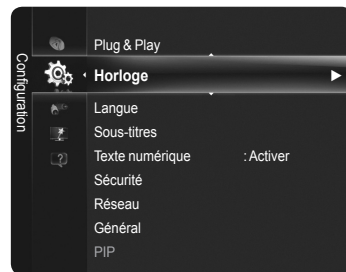 Configuration
Plug & Play
Horloge
Langue
Sous-titres
Texte numérique : Activer
Sécurité
Réseau
Général
PIP